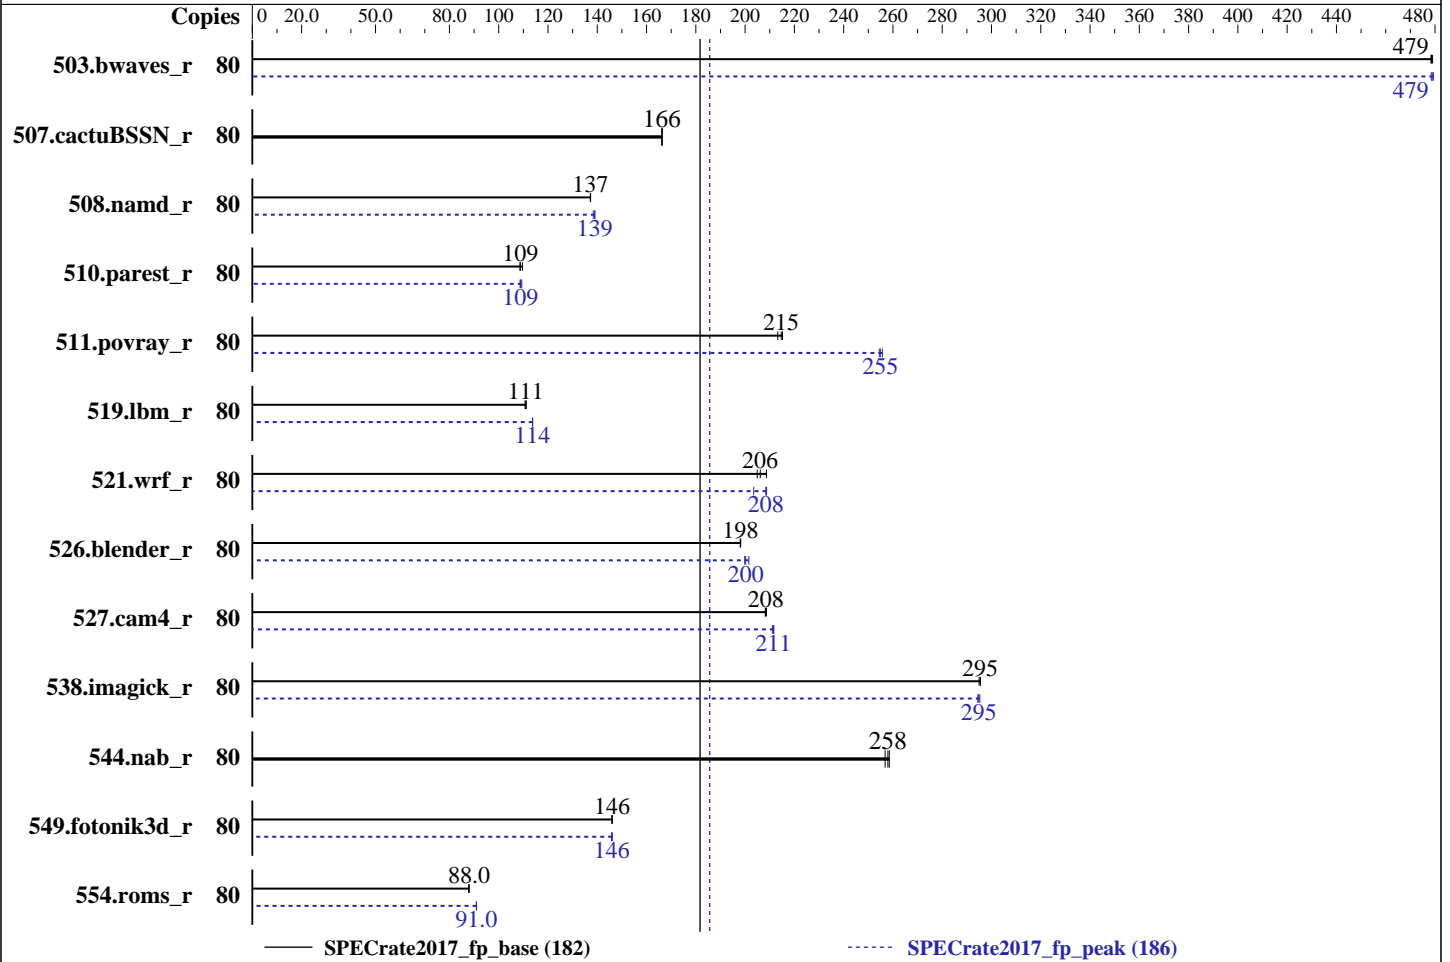 Copies 0 20.0 50.0 80.0 100 120 140 160 180 200 220 240 260 280 300 320 340 360 380 400 420 440 480
503.bwaves_r 80 479
479
507.cactuBSSN_r 80 166
508.namd_r 80 137
139
510.parest_r 80 109
109
511.povray_r 80 215
255
519.lbm_r 80 111
114
521.wrf_r 80 206
208
526.blender_r 80 198
200
527.cam4_r 80 208
211
538.imagick_r 80 295
295
544.nab_r 80 258
549.fotonik3d_r 80 146
146
554.roms_r 80 88.0
91.0
SPECrate2017_fp_base (182) SPECrate2017_fp_peak (186)